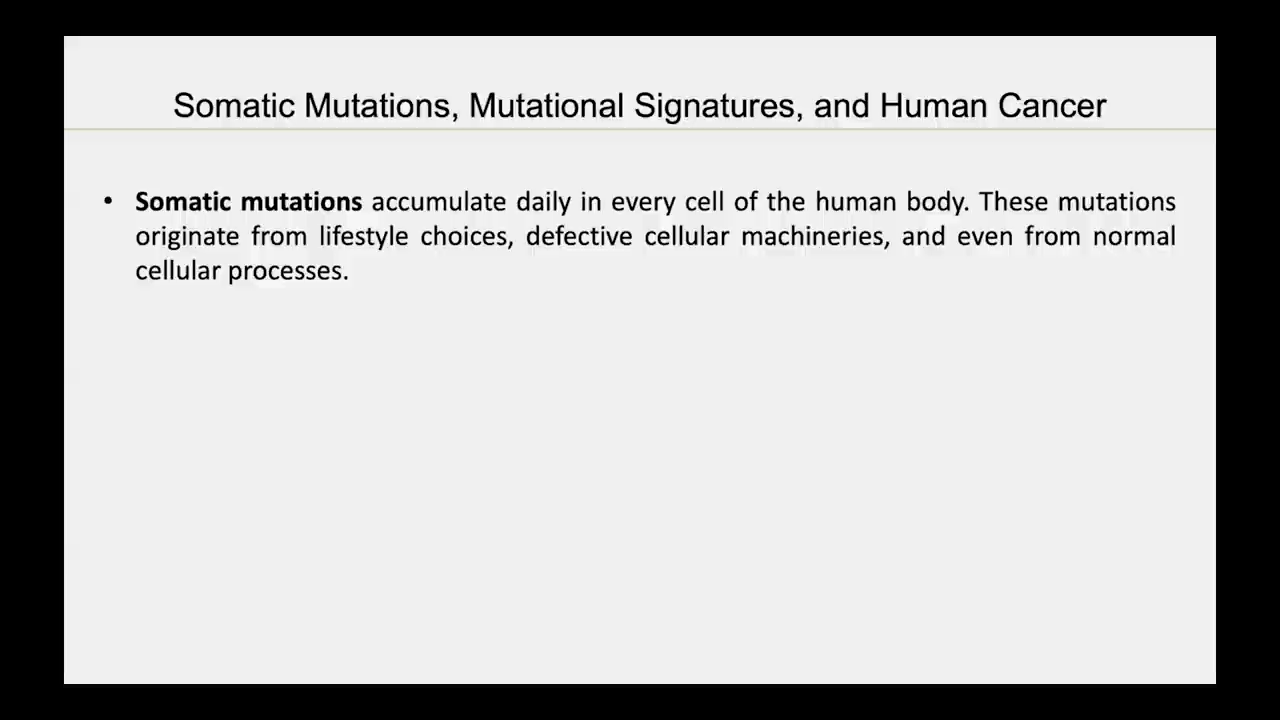 Somatic Mutations, Mutational Signatures, and Human Cancer
• Somatic mutations accumulate daily in every cell of the human body. These mutations
originate from lifestyle choices, defective cellular machineries, and even from normal
cellular processes.